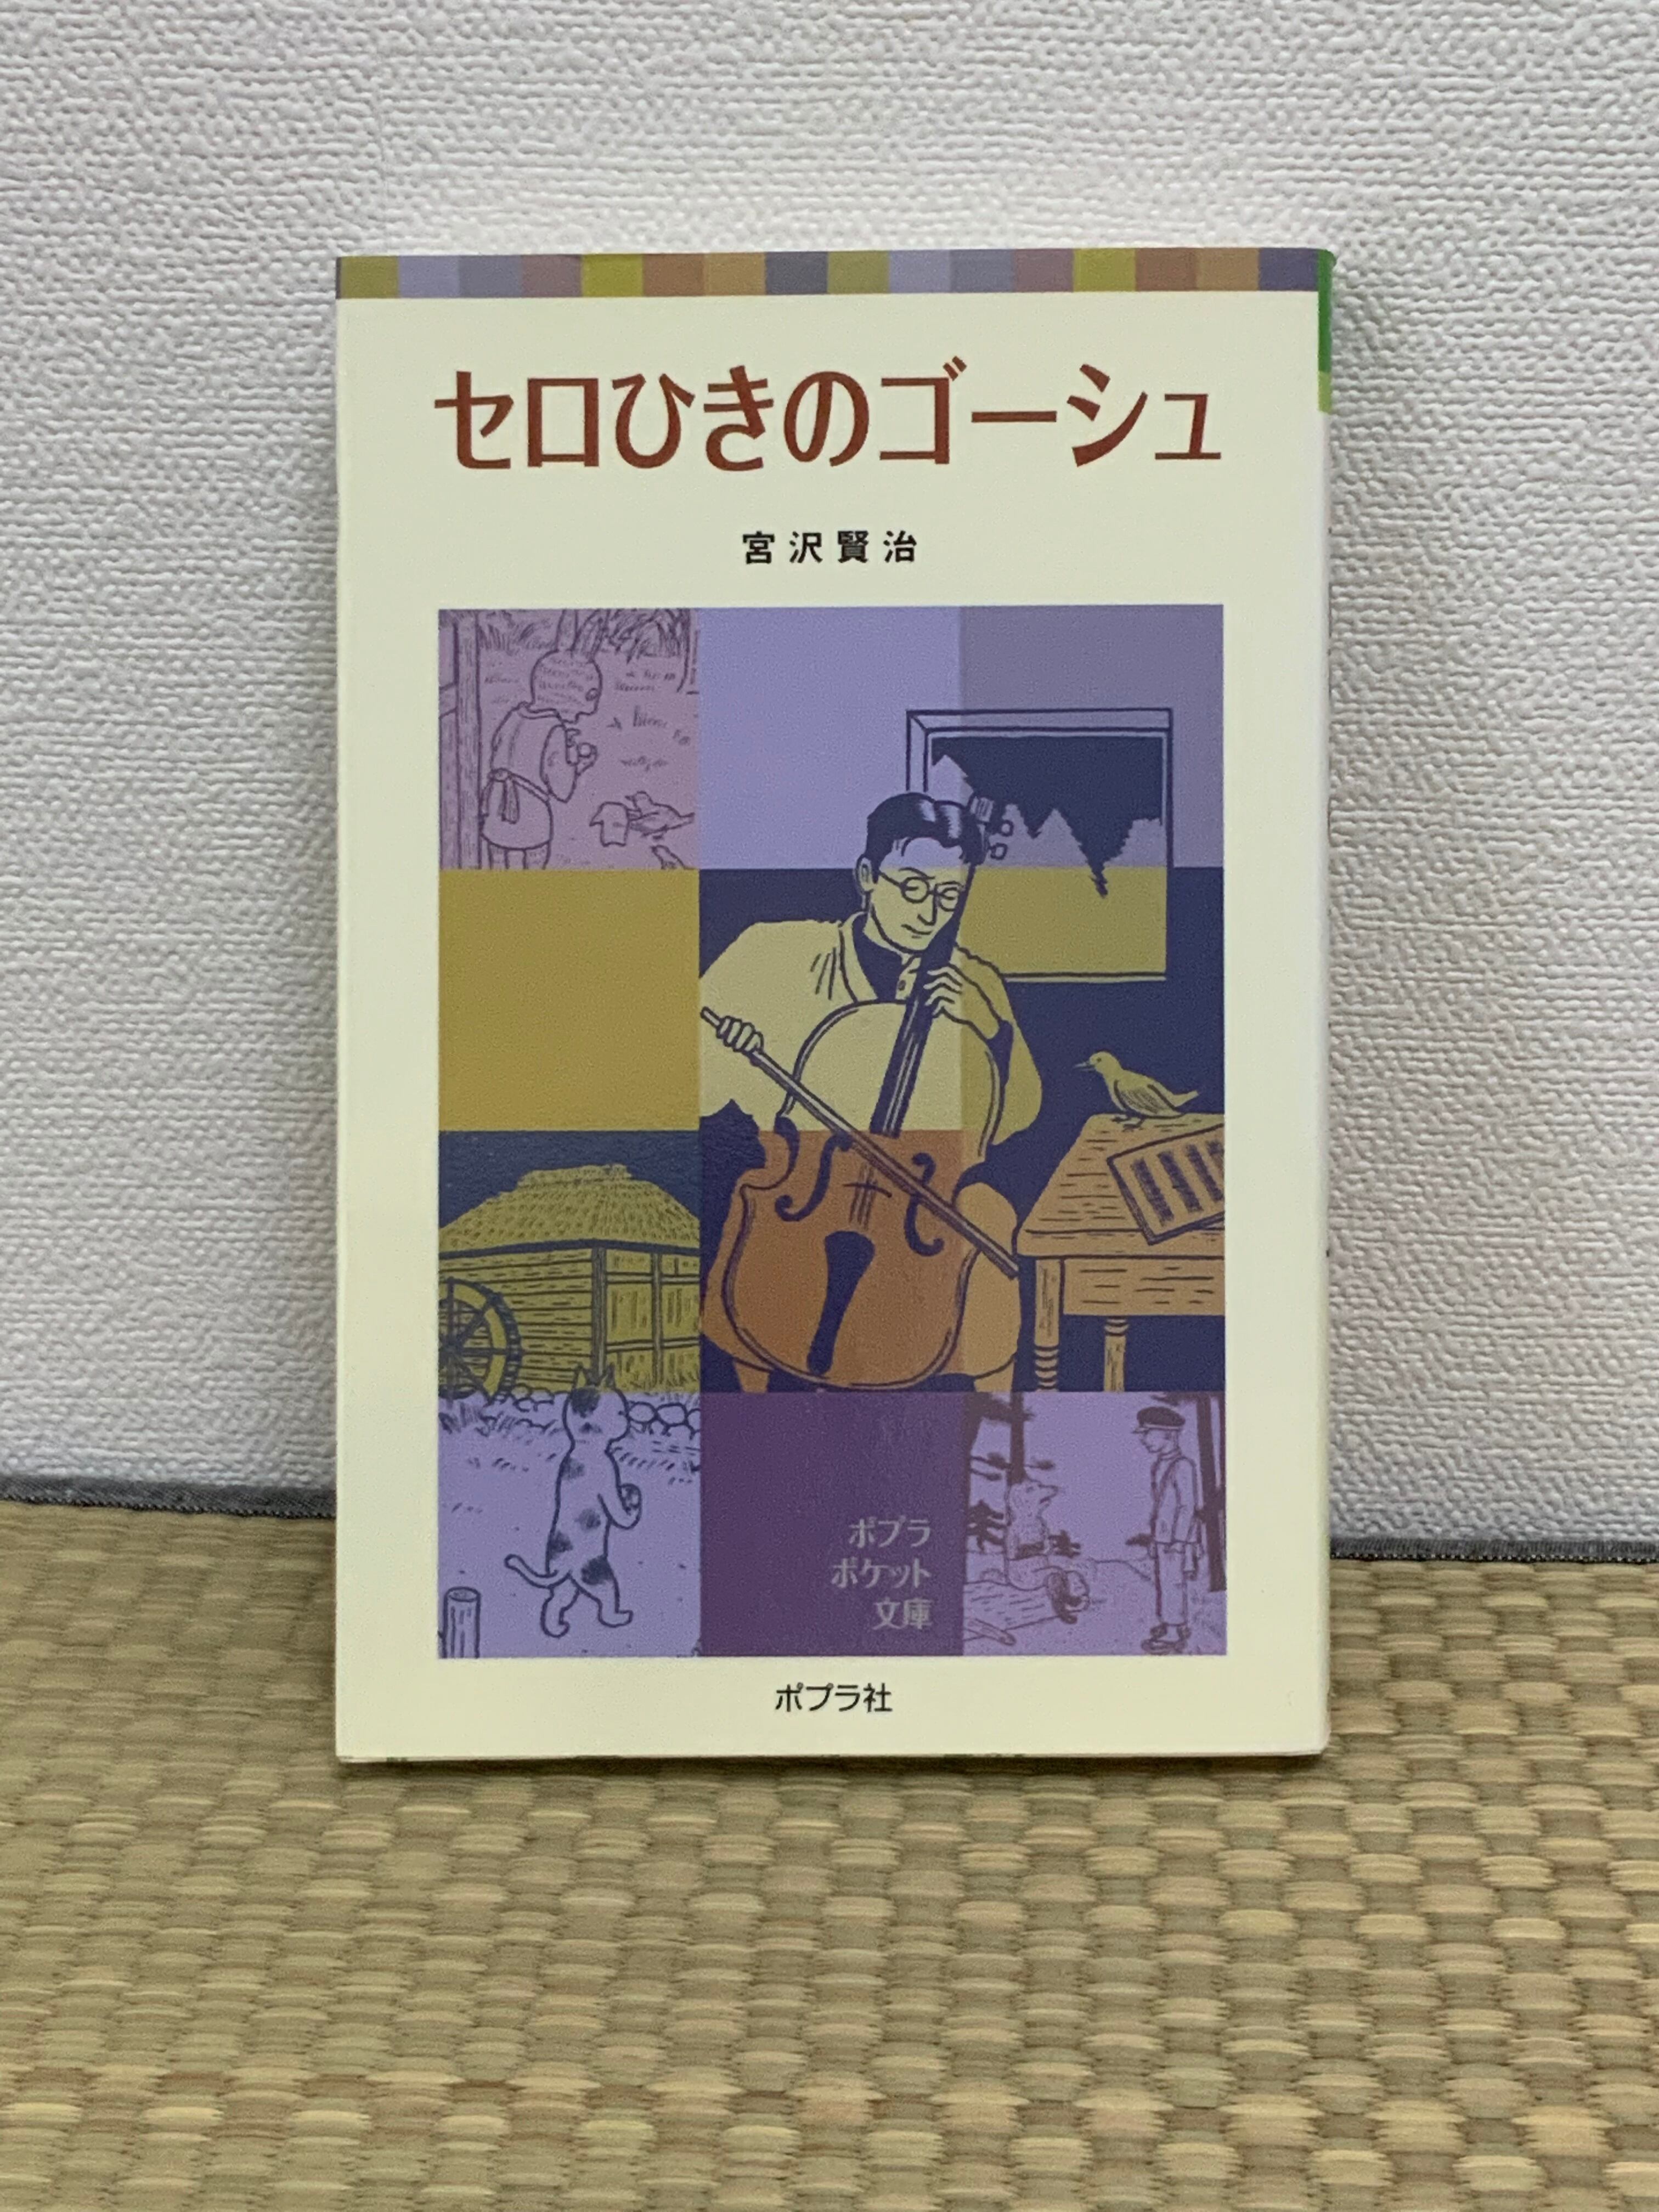 セロひきのゴーシュ
宮沢賢治
ポプラ
ポケット
文庫
ポプラ社